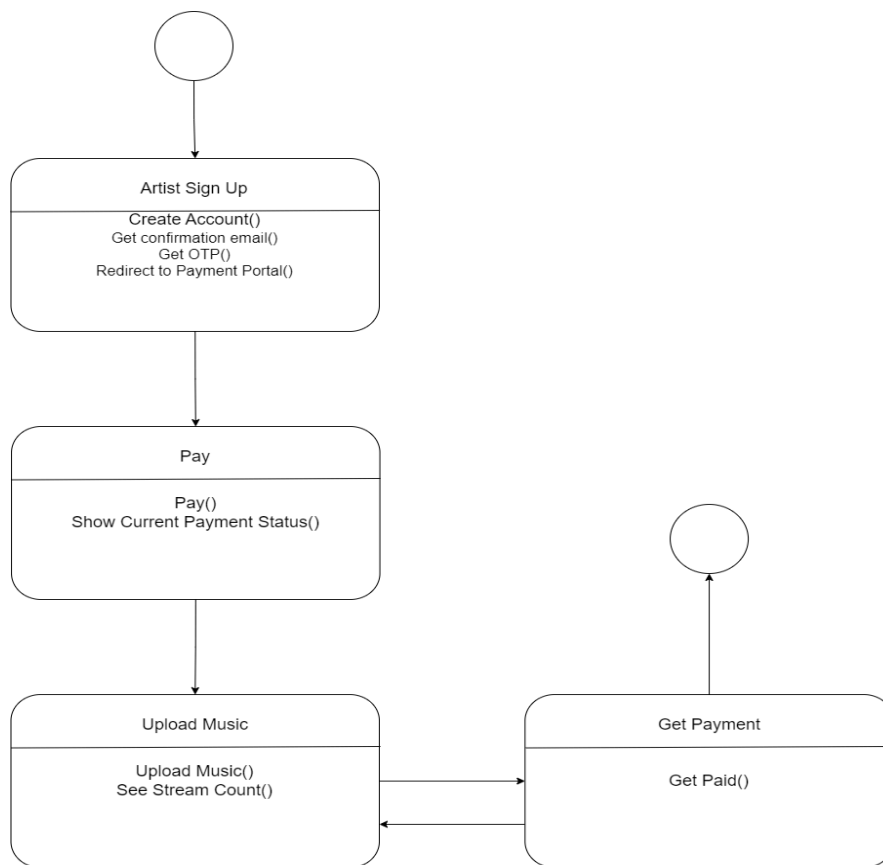 Artist Sign Up
Create Account()
Get confirmation email()
Get OTP()
Redirect to Payment Portal()
Pay
Pay()
Show Current Payment Status()
Upload Music
Upload Music()
See Stream Count()
Get Payment
Get Paid()